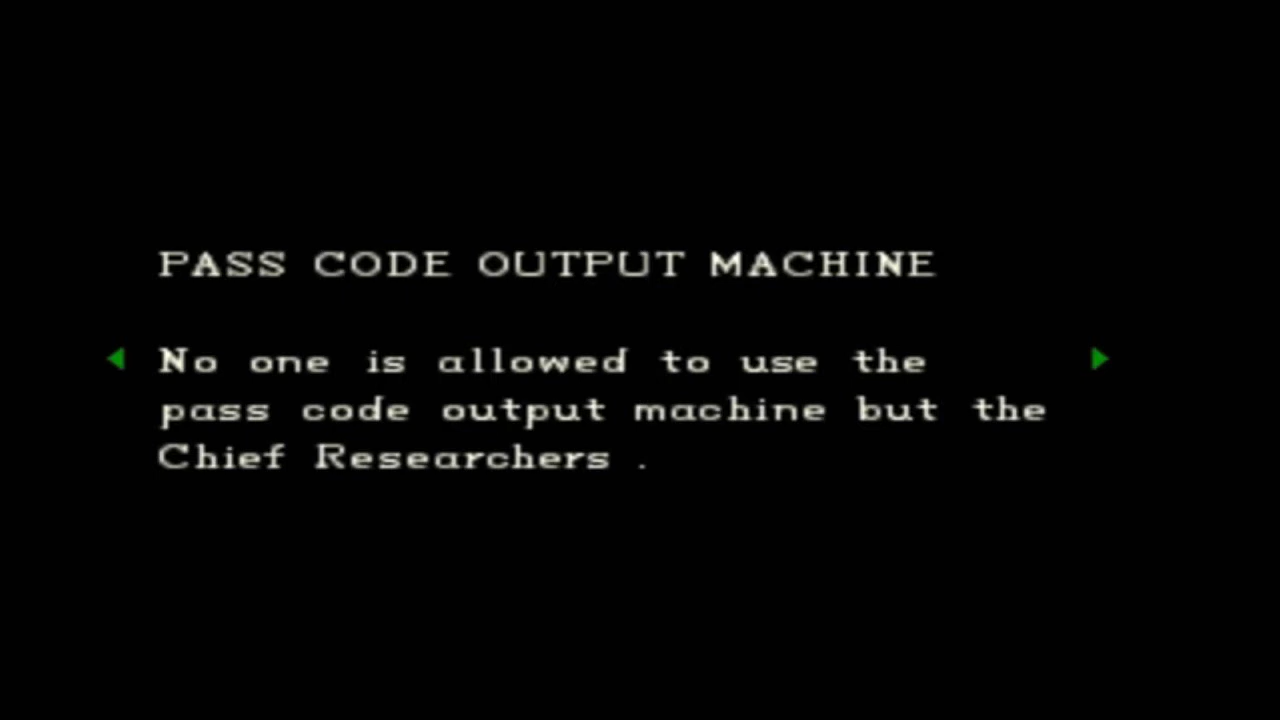 PASS CODE OUTPUT MACHINE
No one is allowed to use the
pass code output machine but the
Chief Researchers .